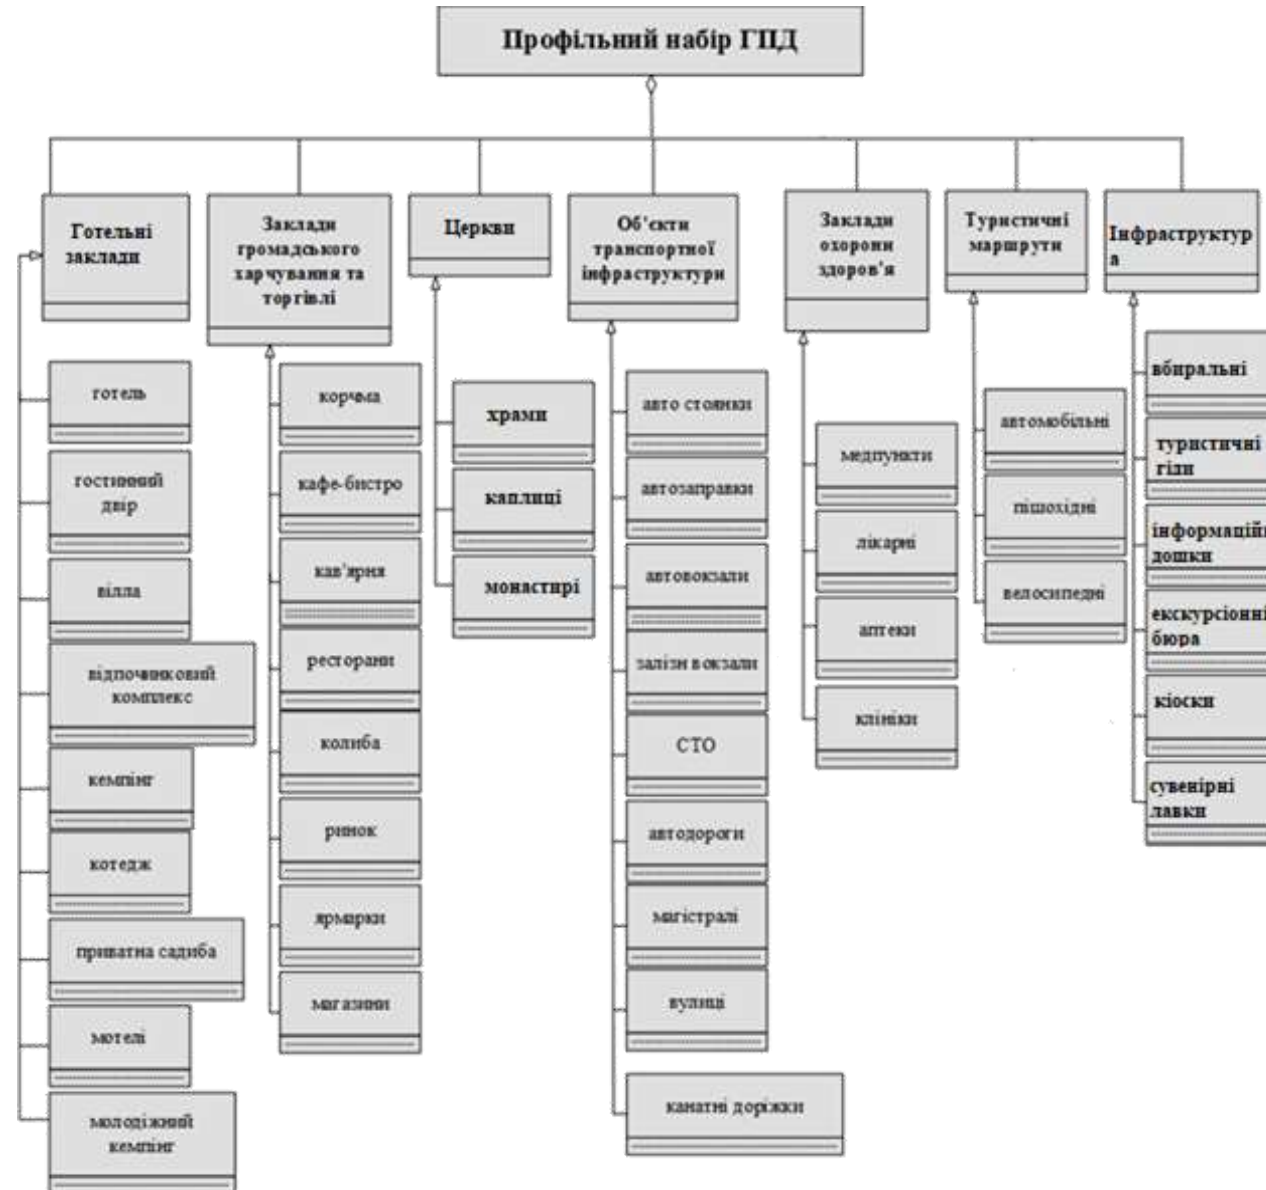 Профільний набір ГПД
Готельні
заклади
готель
гостинний
двір
вілла
відпочинковий
комплекс
кемпінг
котедж
приватна садиба
мотелі
молодіжний
кемпінг
Заклади
громадського
харчування та
торгівлі
корчма
кафе-бистро
кав'ярня
ресторани
колиба
ринок
ярмарки
магазини
Церкви
храми
каплиці
монастирі
Об'єкти
транспортної
інфраструктури
авто стоянки
автозаправки
автовокзали
залізн вокзали
СТО
автодороги
магістралі
вулиці
канатні доріжки
Заклади
охорони
здоров'я
медпункти
лікарні
аптеки
клініки
Туристичні
маршрути
автомобільні
пішохідні
велосипедні
Інфраструктур
а
вбиральні
туристичні
гіди
інформаційн
дошки
екскурсіонні
бюра
кіоски
сувенірні
лавки